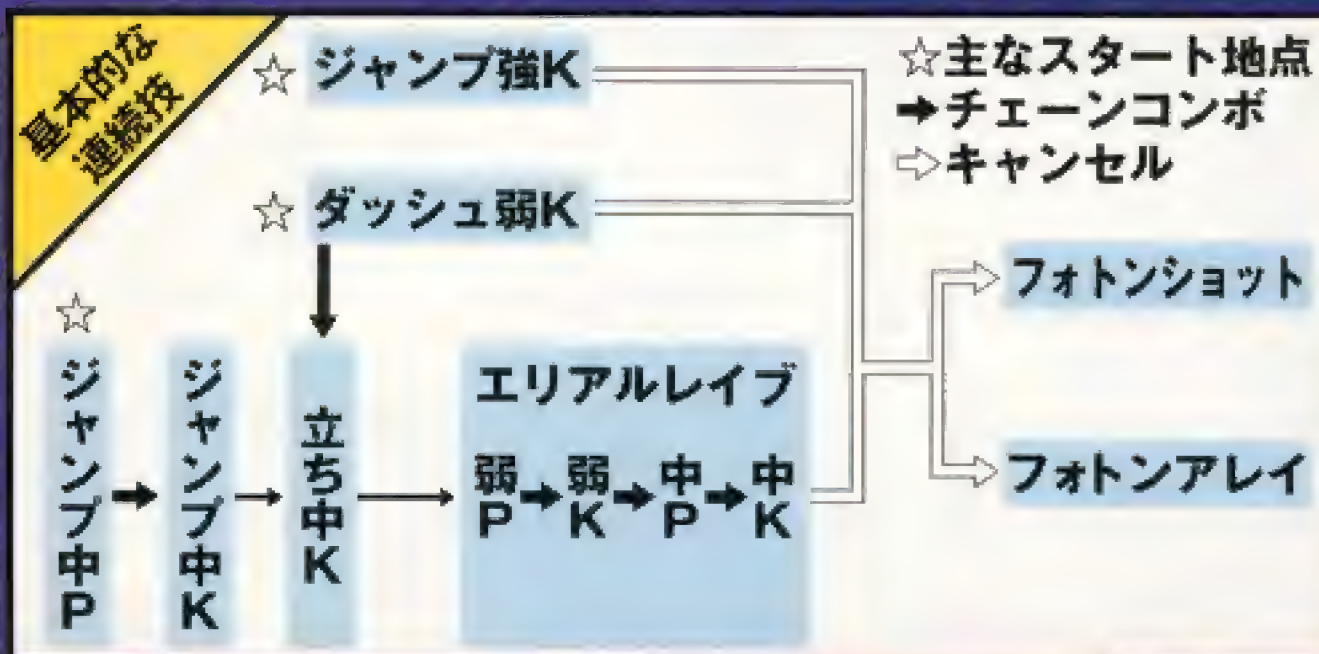 基本的な
連続技
☆ジャンプ強K
☆ダッシュ弱K
☆主なスタート地点
➡チェーンコンボ
⇨キャンセル
☆
ジャンプ中P
➡
ジャンプ中K
→
立ち中K
→
エリアルレイブ
弱P➡弱K➡中P➡中K
フォトンショット
フォトンアレイ